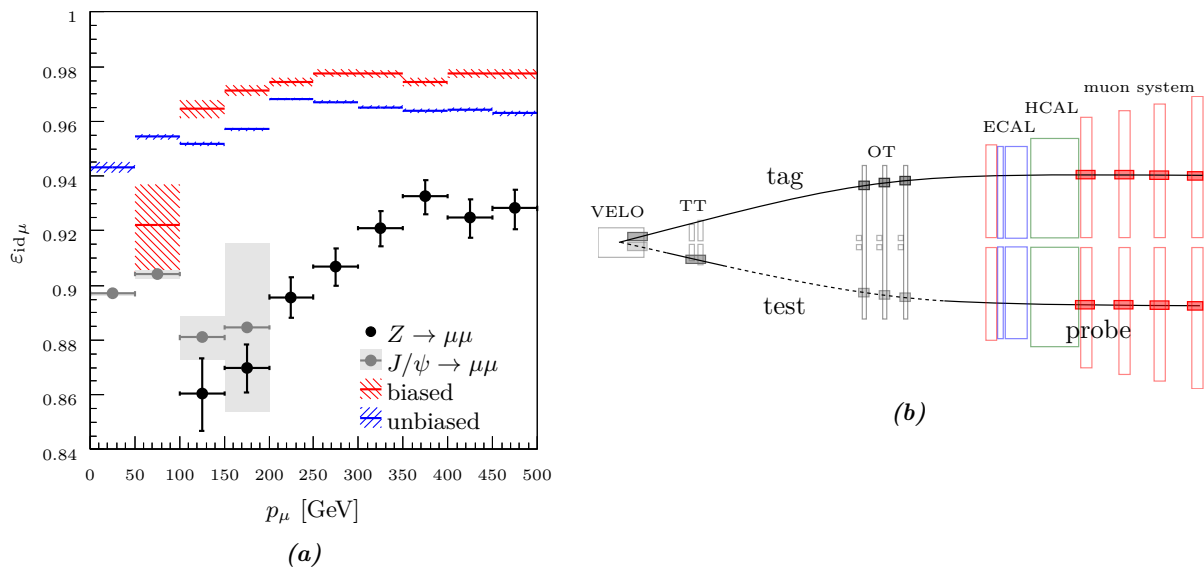 1
0.98
0.96
0.94
0.92
0.9
0.88
0.86
0.84
ε_{id μ}
0 50 100 150 200 250 300 350 400 450 500
p_μ [GeV]
Z → μμ
J/ψ → μμ
biased
unbiased
(a)
muon system
HCAL
ECAL
OT
tag
VELO TT
test
probe
(b)